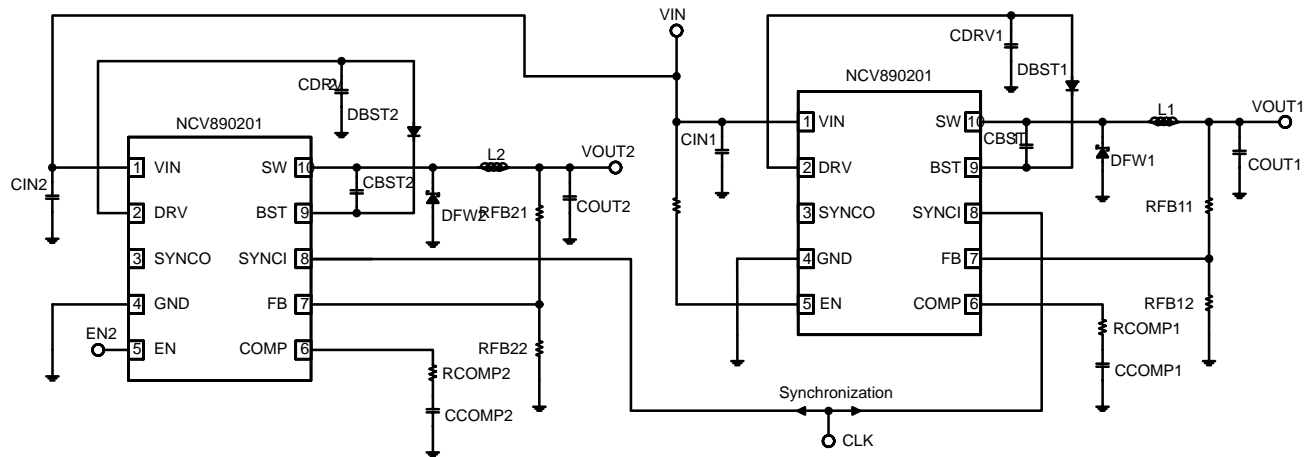 VIN
CDRV1
DBST1
NCV890201
1 VIN SW 10
L1
VOUT1
CIN1
CBST1
DFW1
COUT1
2 DRV BST 9
3 SYNCO SYNCI 8
RFB11
4 GND FB 7
5 EN COMP 6
RFB12
RCOMP1
CCOMP1
CDRV2
DBST2
NCV890201
1 VIN SW 10
L2
VOUT2
CIN2
CBST2
DFW2
COUT2
2 DRV BST 9
RFB21
3 SYNCO SYNCI 8
4 GND FB 7
EN2
5 EN COMP 6
RFB22
RCOMP2
CCOMP2
Synchronization
CLK